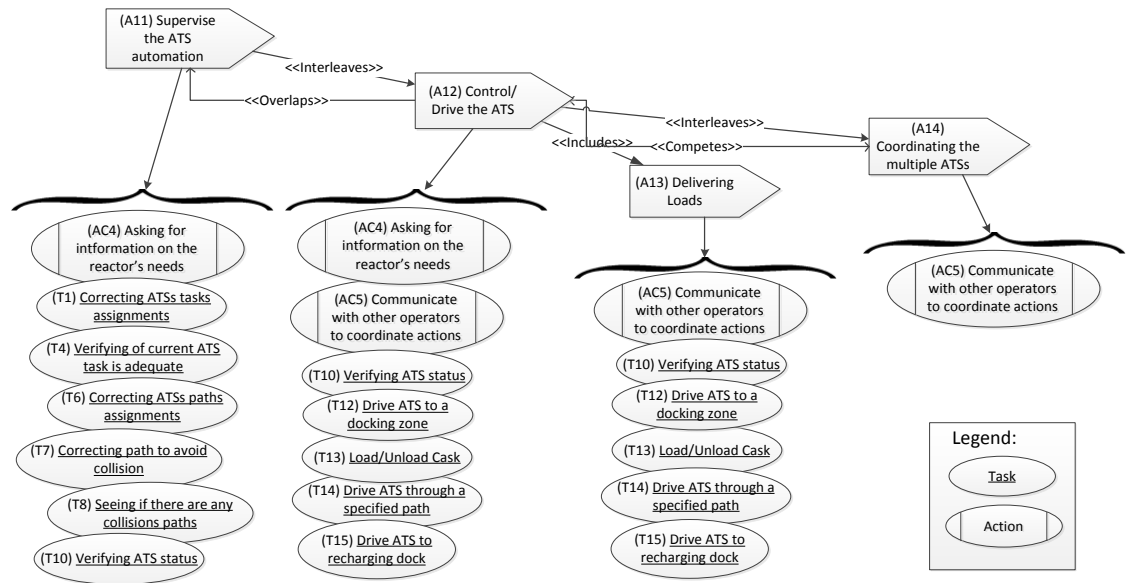 (A11) Supervise
the ATS
automation
<<Interleaves>>
<<Overlaps>>
(A12) Control/
Drive the ATS
<<Interleaves>>
<<Includes>>
<<Competes>>
(A14)
Coordinating the
multiple ATSs
(A13) Delivering
Loads
(AC4) Asking for
intformation on the
reactor's needs
(T1) Correcting ATSs tasks
assignments
(T4) Verifying of current ATS
task is adequate
(T6) Correcting ATSs paths
assignments
(T7) Correcting path to avoid
collision
(T8) Seeing if there are any
collisions paths
(T10) Verifying ATS status
(AC4) Asking for
intformation on the
reactor's needs
(AC5) Communicate
with other operators
to coordinate actions
(T10) Verifying ATS status
(T12) Drive ATS to a
docking zone
(T13) Load/Unload Cask
(T14) Drive ATS through a
specified path
(T15) Drive ATS to
recharging dock
(AC5) Communicate
with other operators
to coordinate actions
(T10) Verifying ATS status
(T12) Drive ATS to a
docking zone
(T13) Load/Unload Cask
(T14) Drive ATS through a
specified path
(T15) Drive ATS to
recharging dock
(AC5) Communicate
with other operators
to coordinate actions
Legend:
Task
Action